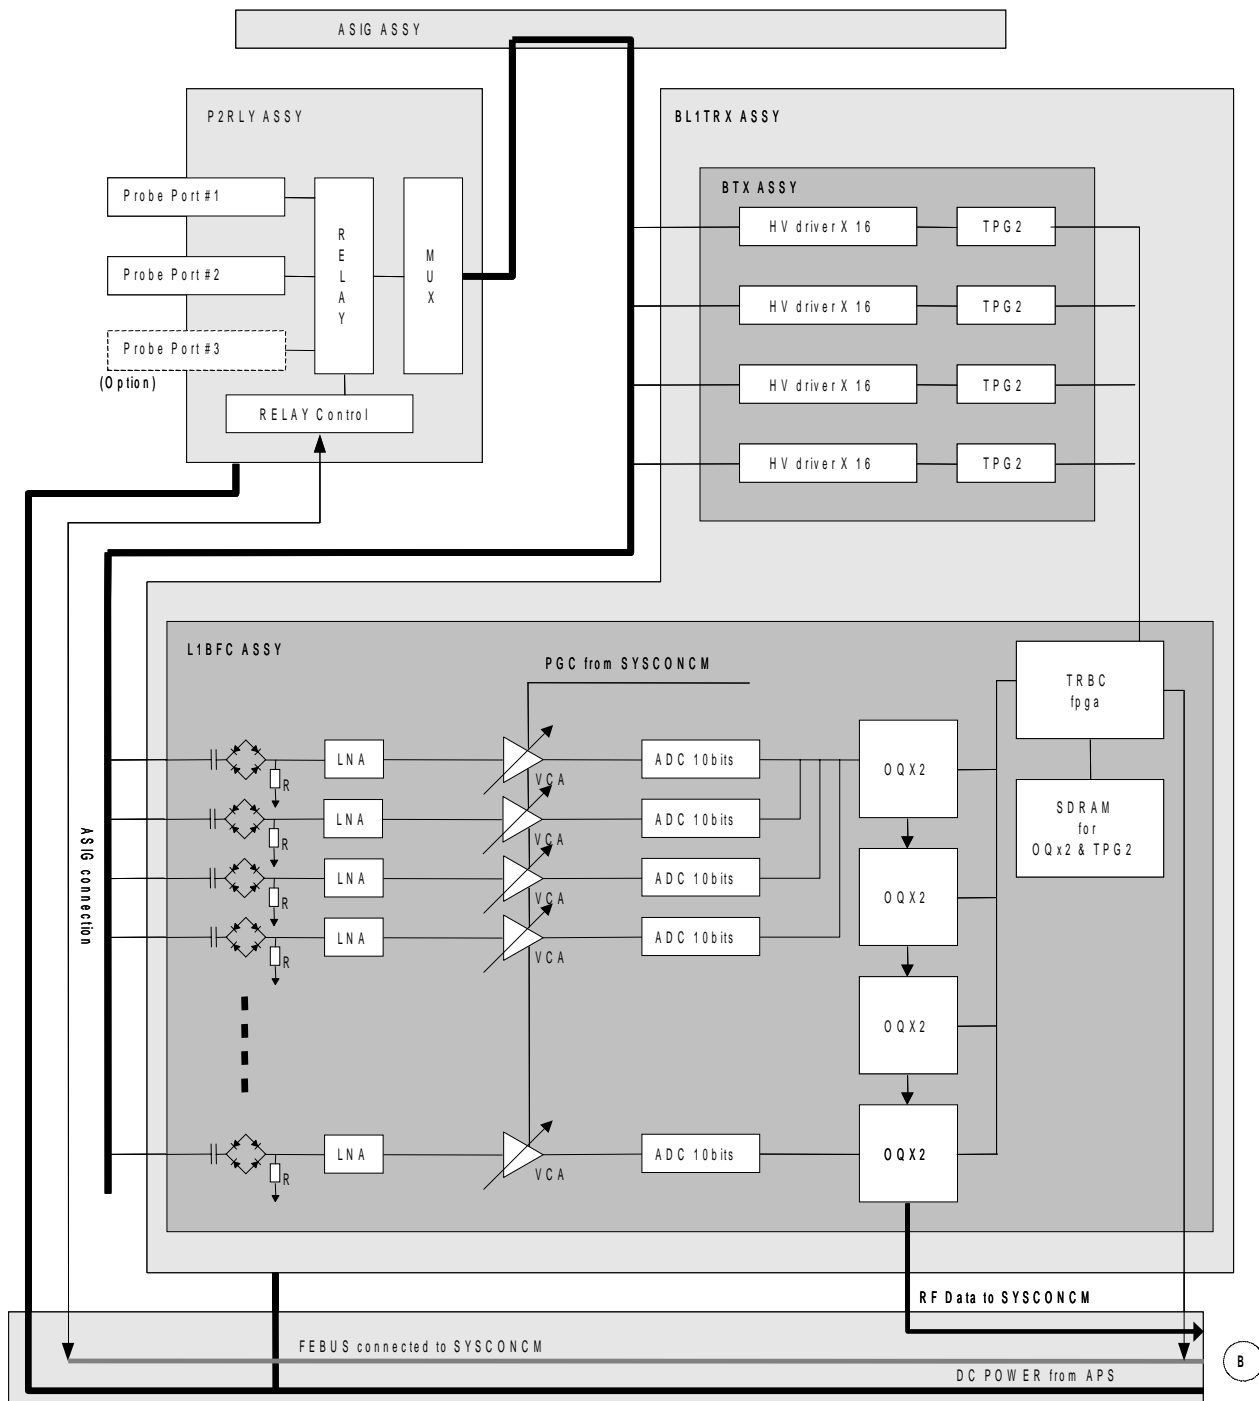 ASIG ASSY
P2RLY ASSY
BL1TRX ASSY
BTX ASSY
Probe Port #1
HV driver X 16
TPG2
RELAY
MUX
Probe Port #2
HV driver X 16
TPG2
Probe Port #3
(Option)
HV driver X 16
TPG2
RELAY Control
HV driver X 16
TPG2
L1BFC ASSY
PGC from SYSCONCM
TRBC
fpga
LNA
ADC 10bits
OQX2
R
VCA
LNA
ADC 10bits
SDRAM
for
OQx2 & TPG2
R
VCA
LNA
ADC 10bits
OQX2
R
VCA
LNA
ADC 10bits
R
VCA
ASIG connection
OQX2
LNA
ADC 10bits
OQX2
R
VCA
RF Data to SYSCONCM
FEBUS connected to SYSCONCM
DC POWER from APS
B